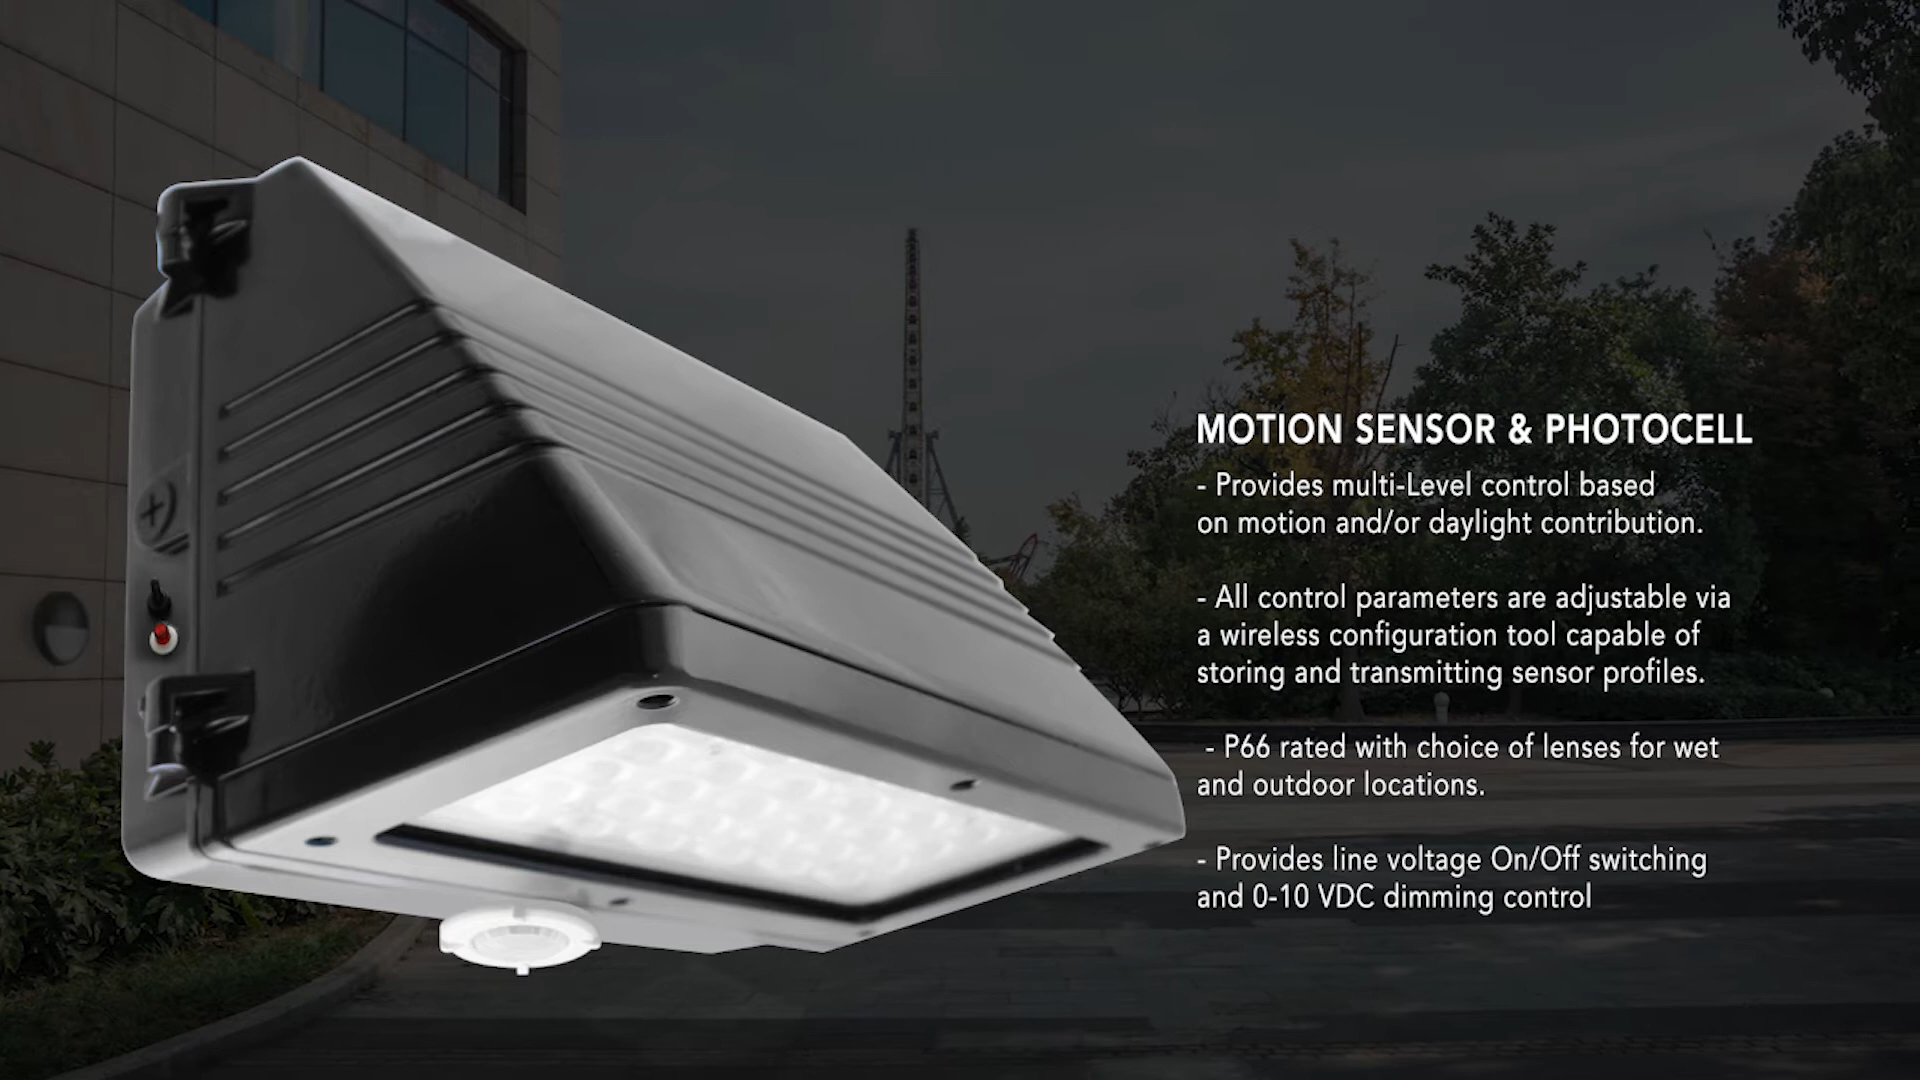 MOTION SENSOR & PHOTOCELL
- Provides multi-Level control based
on motion and/or daylight contribution.
- All control parameters are adjustable via
a wireless configuration tool capable of
storing and transmitting sensor profiles.
- P66 rated with choice of lenses for wet
and outdoor locations.
- Provides line voltage On/Off switching
and 0-10 VDC dimming control